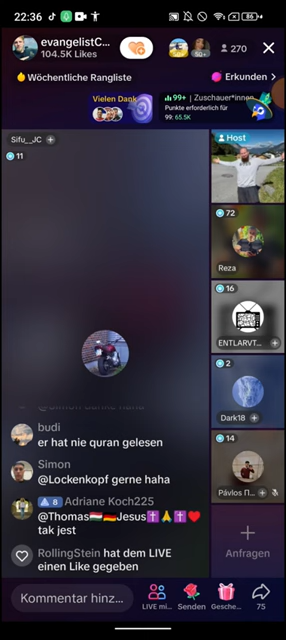 22:36
86
evangelistC...
104.5K Likes
50+
270
Wöchentliche Rangliste
Erkunden >
Vielen Dank
99+ | Zuschauer*innen
Punkte erforderlich für
99: 65.5K
Sifu__JC +
11
Host
72
Reza
16
ENTLARVT... +
2
Dark18 +
14
Pávlos Π... +
+
Anfragen
budi
er hat nie quran gelesen
Simon
@Lockenkopf gerne haha
8 Adriane Koch225
@Thomas🇭🇺🇩🇪Jesus✝️🙏✝️❤️
tak jest
RollingStein hat dem LIVE
einen Like gegeben
Kommentar hinz...
LIVE mi...
Senden
Gesche...
75